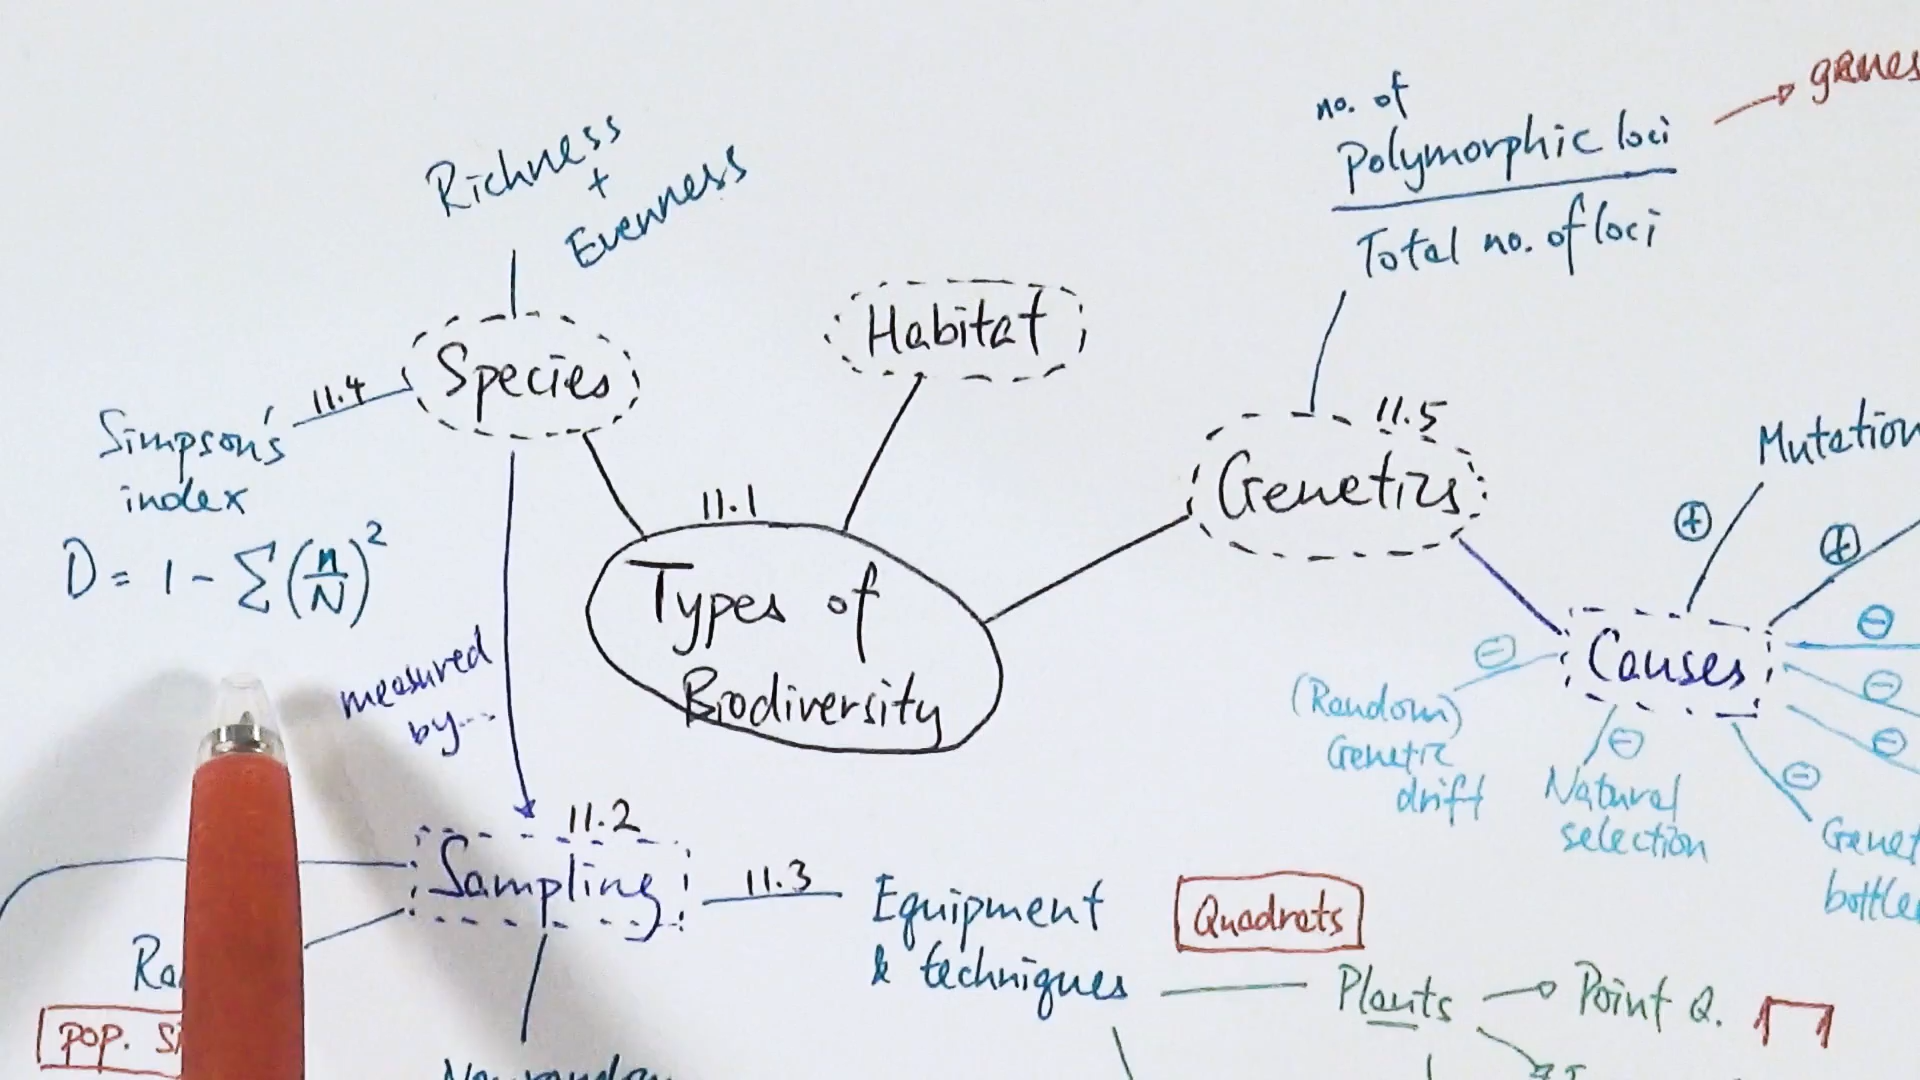 no. of
Polymorphic loci
Total no. of loci
genes
Richness
+
Evenness
Species
Habitat
11.4
Simpson's
index
D = 1 - Σ(n/N)²
11.5
Genetics
Mutation
11.1
Types of
Biodiversity
measured
by...
Causes
(Random)
Genetic
drift
Natural
selection
11.2
Sampling
11.3
Equipment
& techniques
Quadrats
Plants
Point Q.
pop.